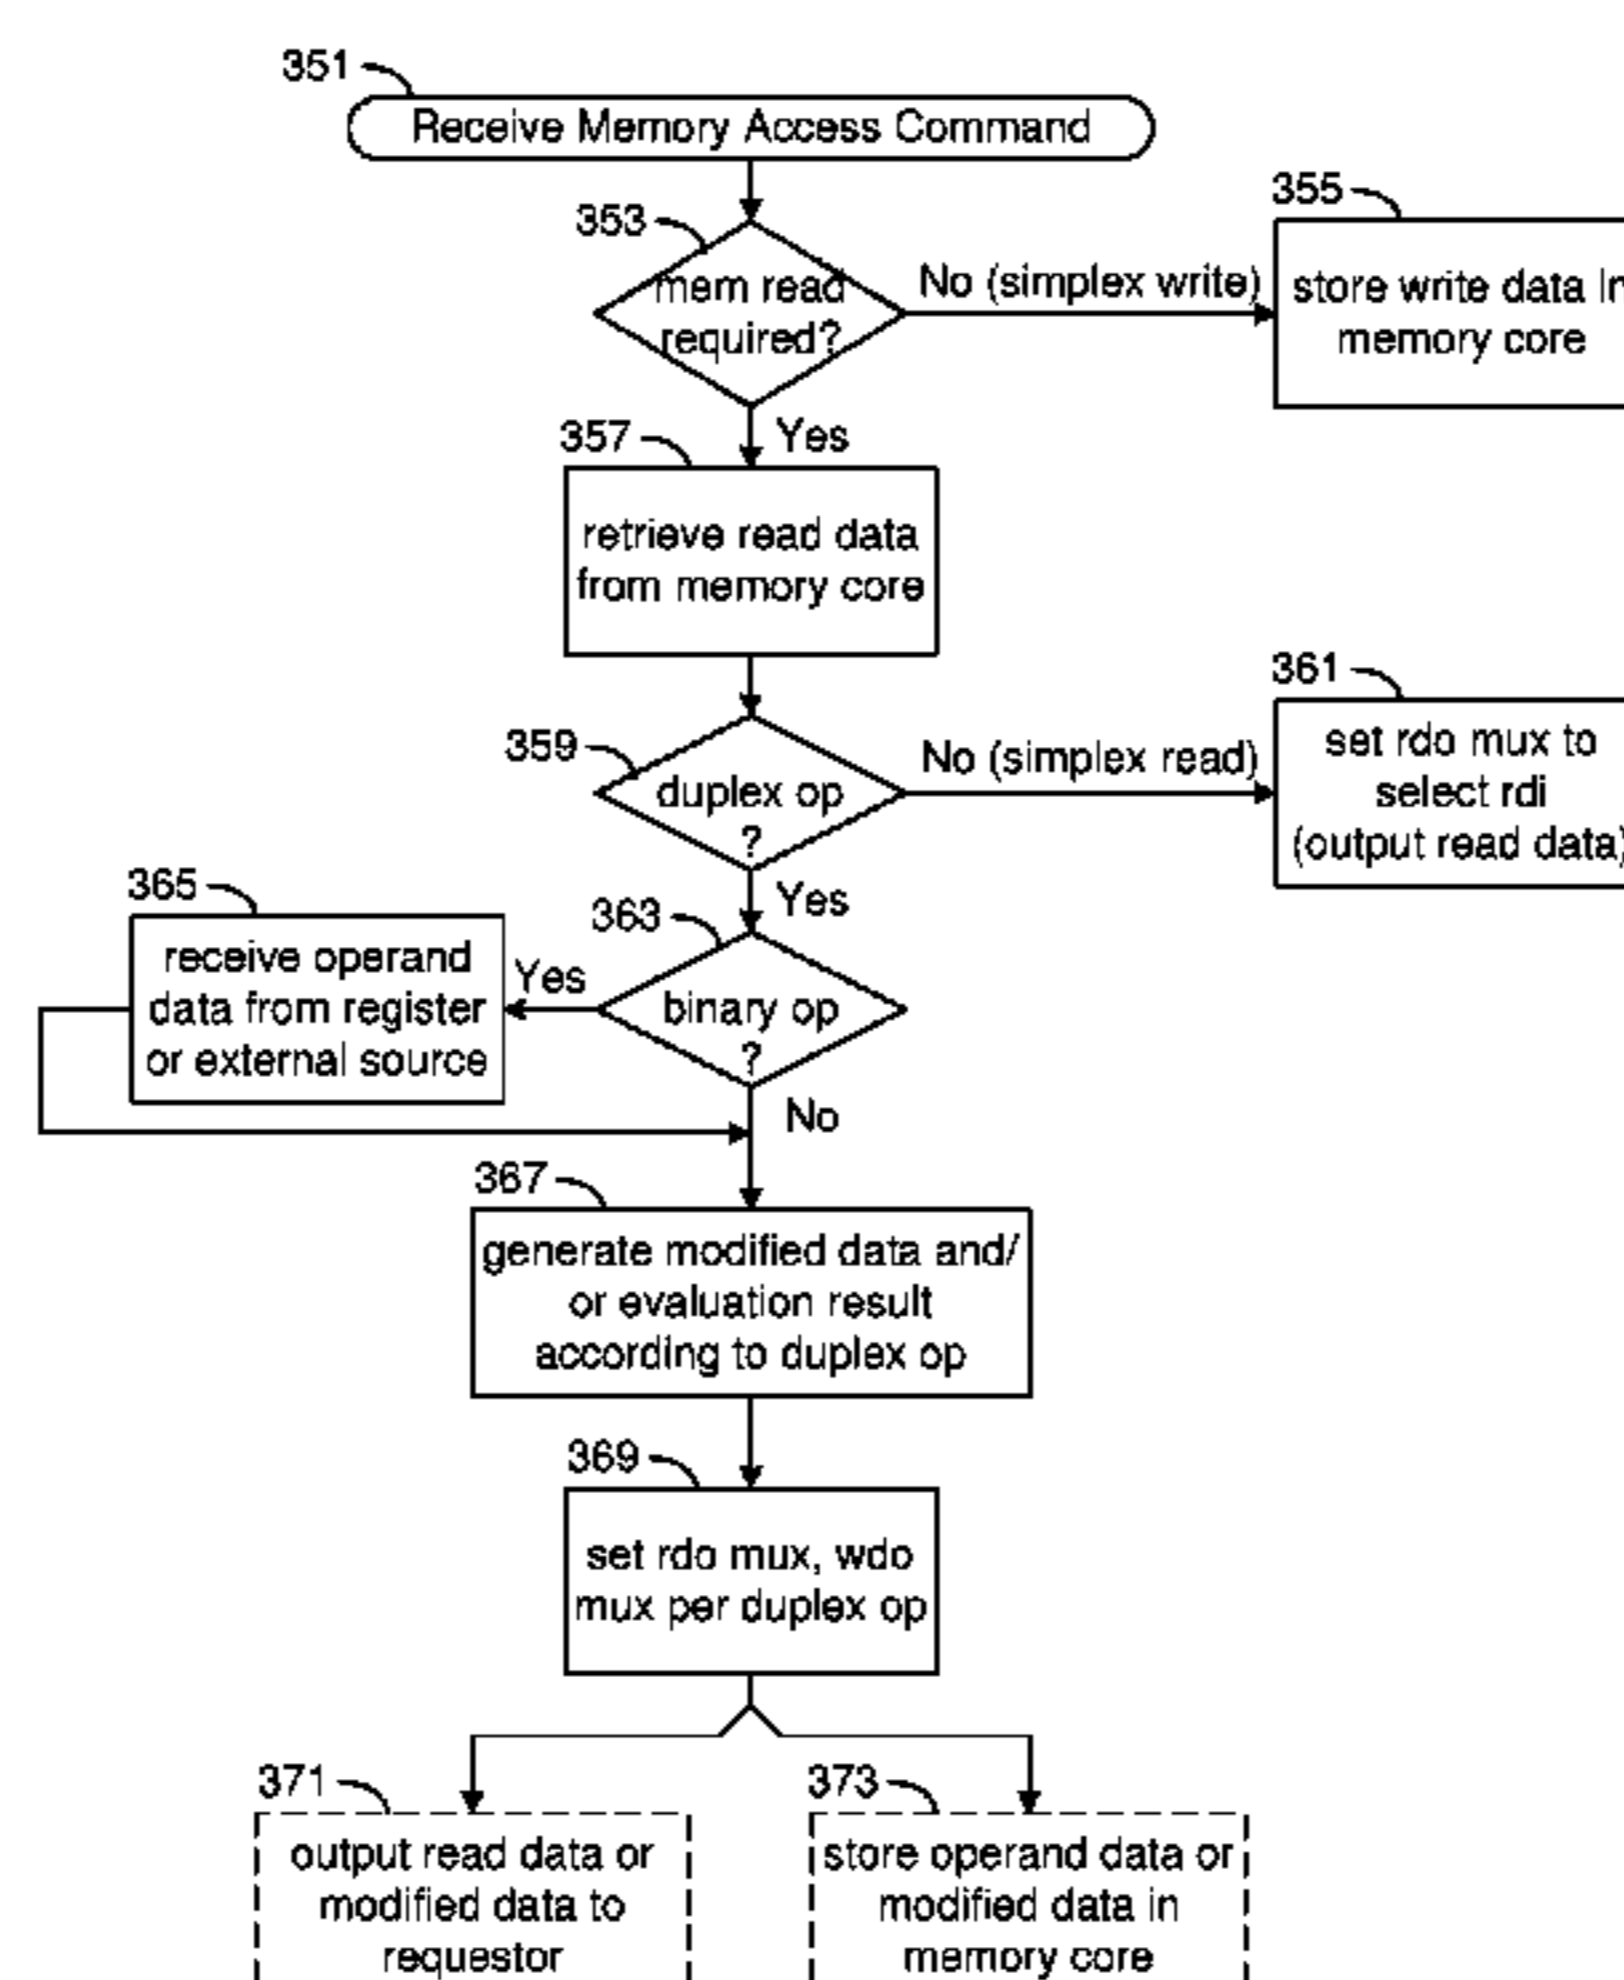 351
Receive Memory Access Command
353
mem read
required?
No (simplex write)
355
store write data in
memory core
Yes
357
retrieve read data
from memory core
359
duplex op
?
No (simplex read)
361
set rdo mux to
select rdi
(output read data)
Yes
363
binary op
?
Yes
365
receive operand
data from register
or external source
No
367
generate modified data and/
or evaluation result
according to duplex op
369
set rdo mux, wdo
mux per duplex op
371
output read data or
modified data to
requestor
373
store operand data or
modified data in
memory core